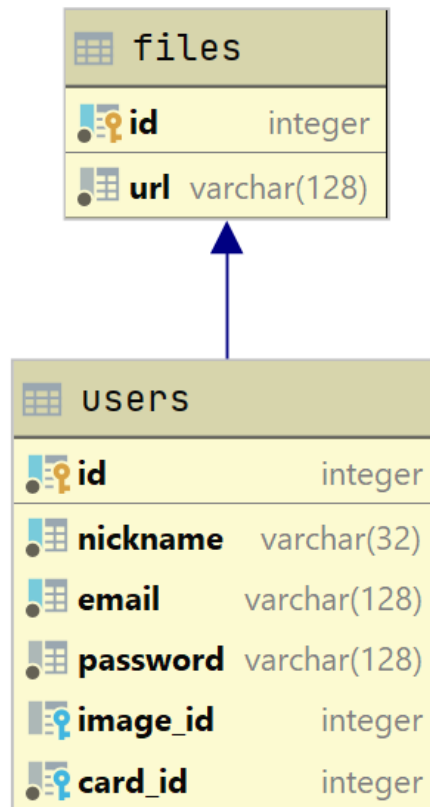 files
id integer
url varchar(128)
users
id integer
nickname varchar(32)
email varchar(128)
password varchar(128)
image_id integer
card_id integer